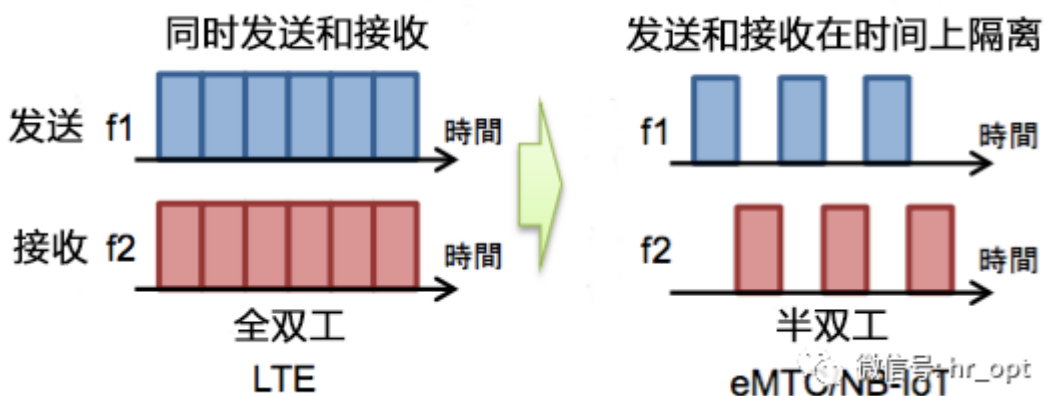 同时发送和接收
发送 f1
時間
接收 f2
時間
全双工
LTE
发送和接收在时间上隔离
f1
時間
f2
時間
半双工
eMTC/NB-IoT
微信号: hr_opt